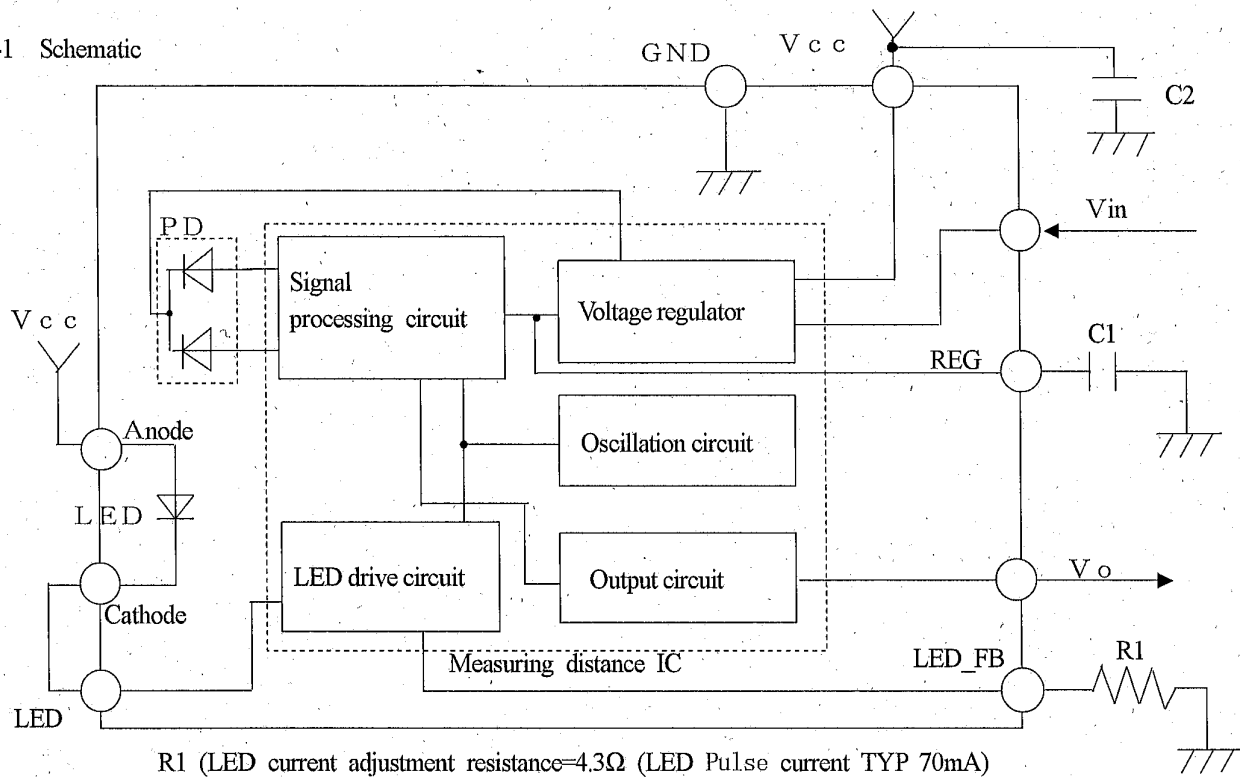 -1 Schematic
GND
Vcc
C2
Vin
PD
Signal
processing circuit
Voltage regulator
Vcc
C1
REG
Anode
Oscillation circuit
LED
LED drive circuit
Output circuit
Vo
Cathode
Measuring distance IC
LED_FB
R1
LED
R1 (LED current adjustment resistance=4.3Ω (LED Pulse current TYP 70mA)